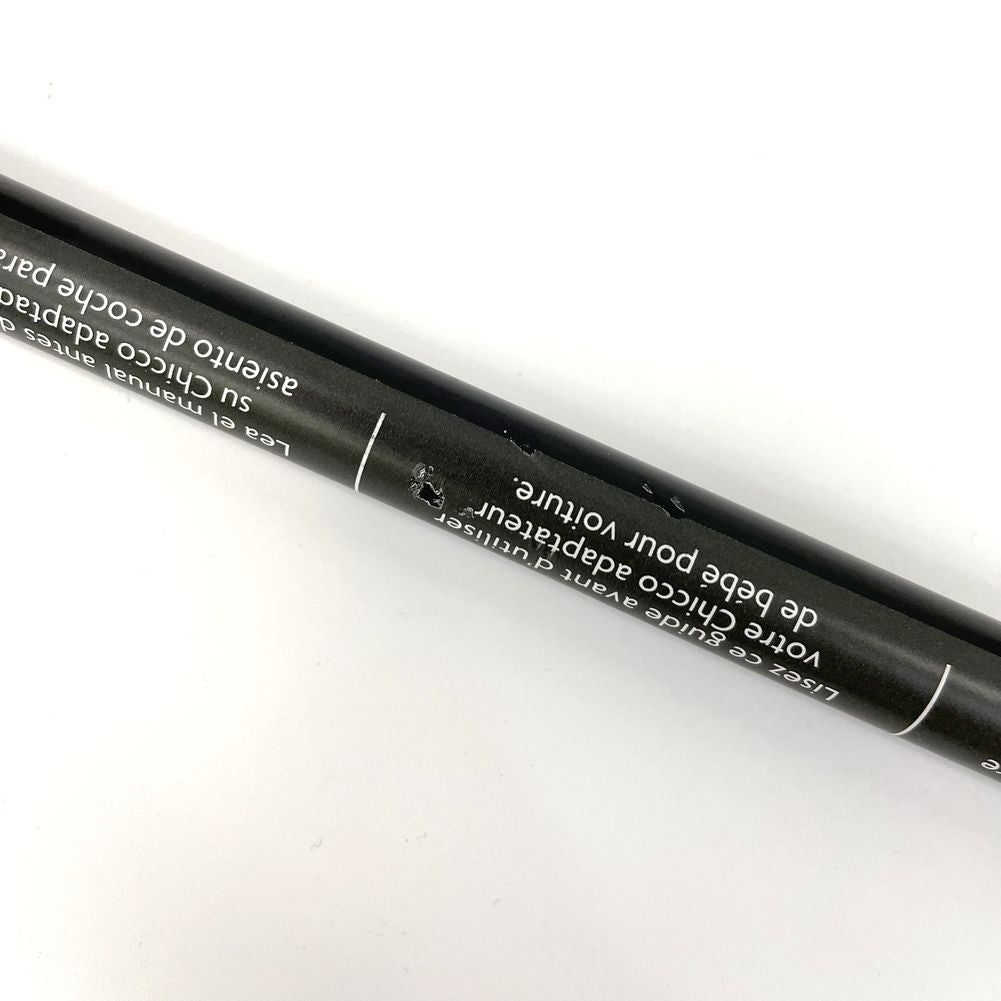 Lisez ce guide avant d'utiliser
votre Chicco adaptateur
de bébé pour voiture.
Lea el manual antes d
su Chicco adaptad
asiento de coche para